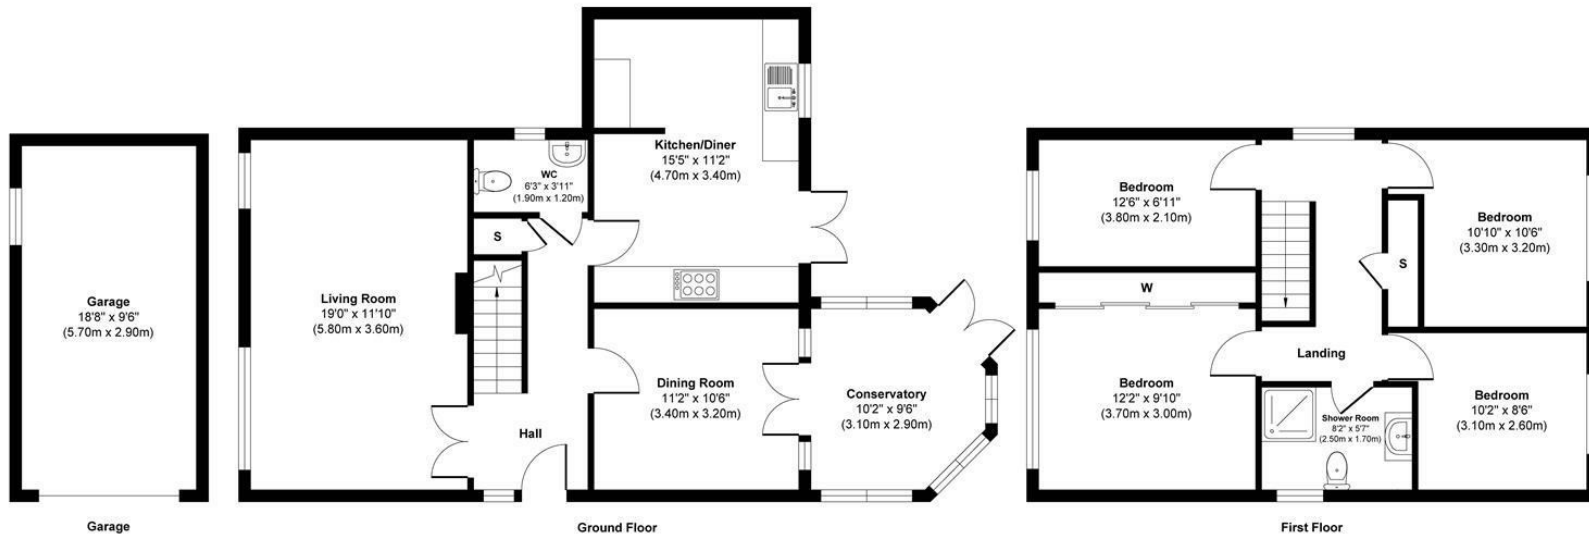 Garage
18'8" x 9'6"
(5.70m x 2.90m)
Garage
Living Room
19'0" x 11'10"
(5.80m x 3.60m)
WC
6'3" x 3'11"
(1.90m x 1.20m)
S
Hall
Kitchen/Diner
15'5" x 11'2"
(4.70m x 3.40m)
Dining Room
11'2" x 10'6"
(3.40m x 3.20m)
Conservatory
10'2" x 9'6"
(3.10m x 2.90m)
Ground Floor
Bedroom
12'6" x 6'11"
(3.80m x 2.10m)
W
Bedroom
12'2" x 9'10"
(3.70m x 3.00m)
Landing
S
Bedroom
10'10" x 10'6"
(3.30m x 3.20m)
Shower Room
8'2" x 5'7"
(2.50m x 1.70m)
Bedroom
10'2" x 8'6"
(3.10m x 2.60m)
First Floor